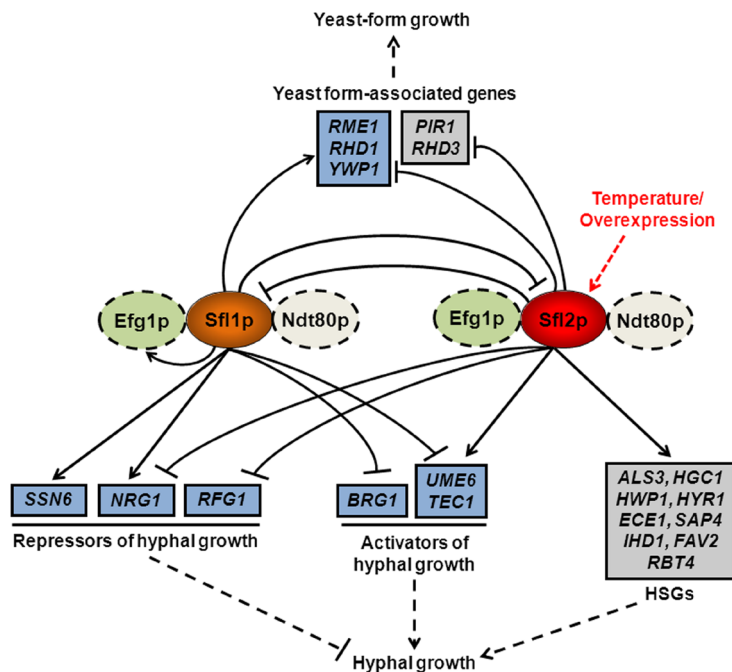 Yeast-form growth
Yeast form-associated genes
RME1
RHD1
YWP1
PIR1
RHD3
Temperature/
Overexpression
Efg1p
Sfl1p
Ndt80p
Efg1p
Sfl2p
Ndt80p
SSN6
NRG1
RFG1
Repressors of hyphal growth
BRG1
UME6
TEC1
Activators of
hyphal growth
ALS3, HGC1
HWP1, HYR1
ECE1, SAP4
IHD1, FAV2
RBT4
HSGs
Hyphal growth